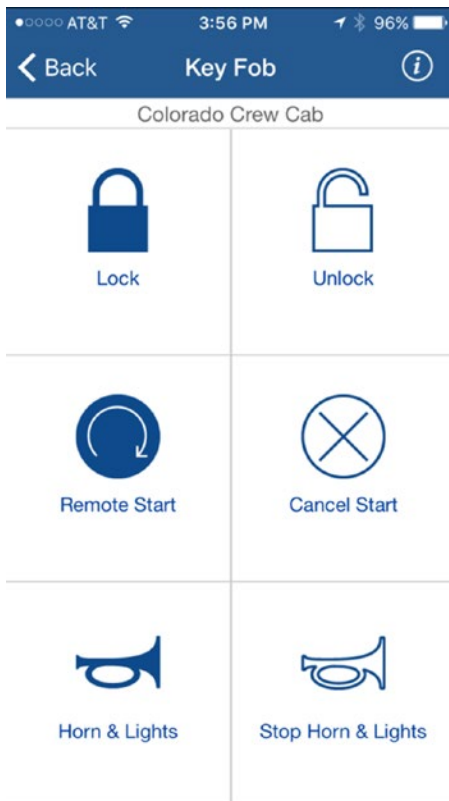 AT&T 3:56 PM 96%
Back Key Fob i
Colorado Crew Cab
Lock Unlock
Remote Start Cancel Start
Horn & Lights Stop Horn & Lights